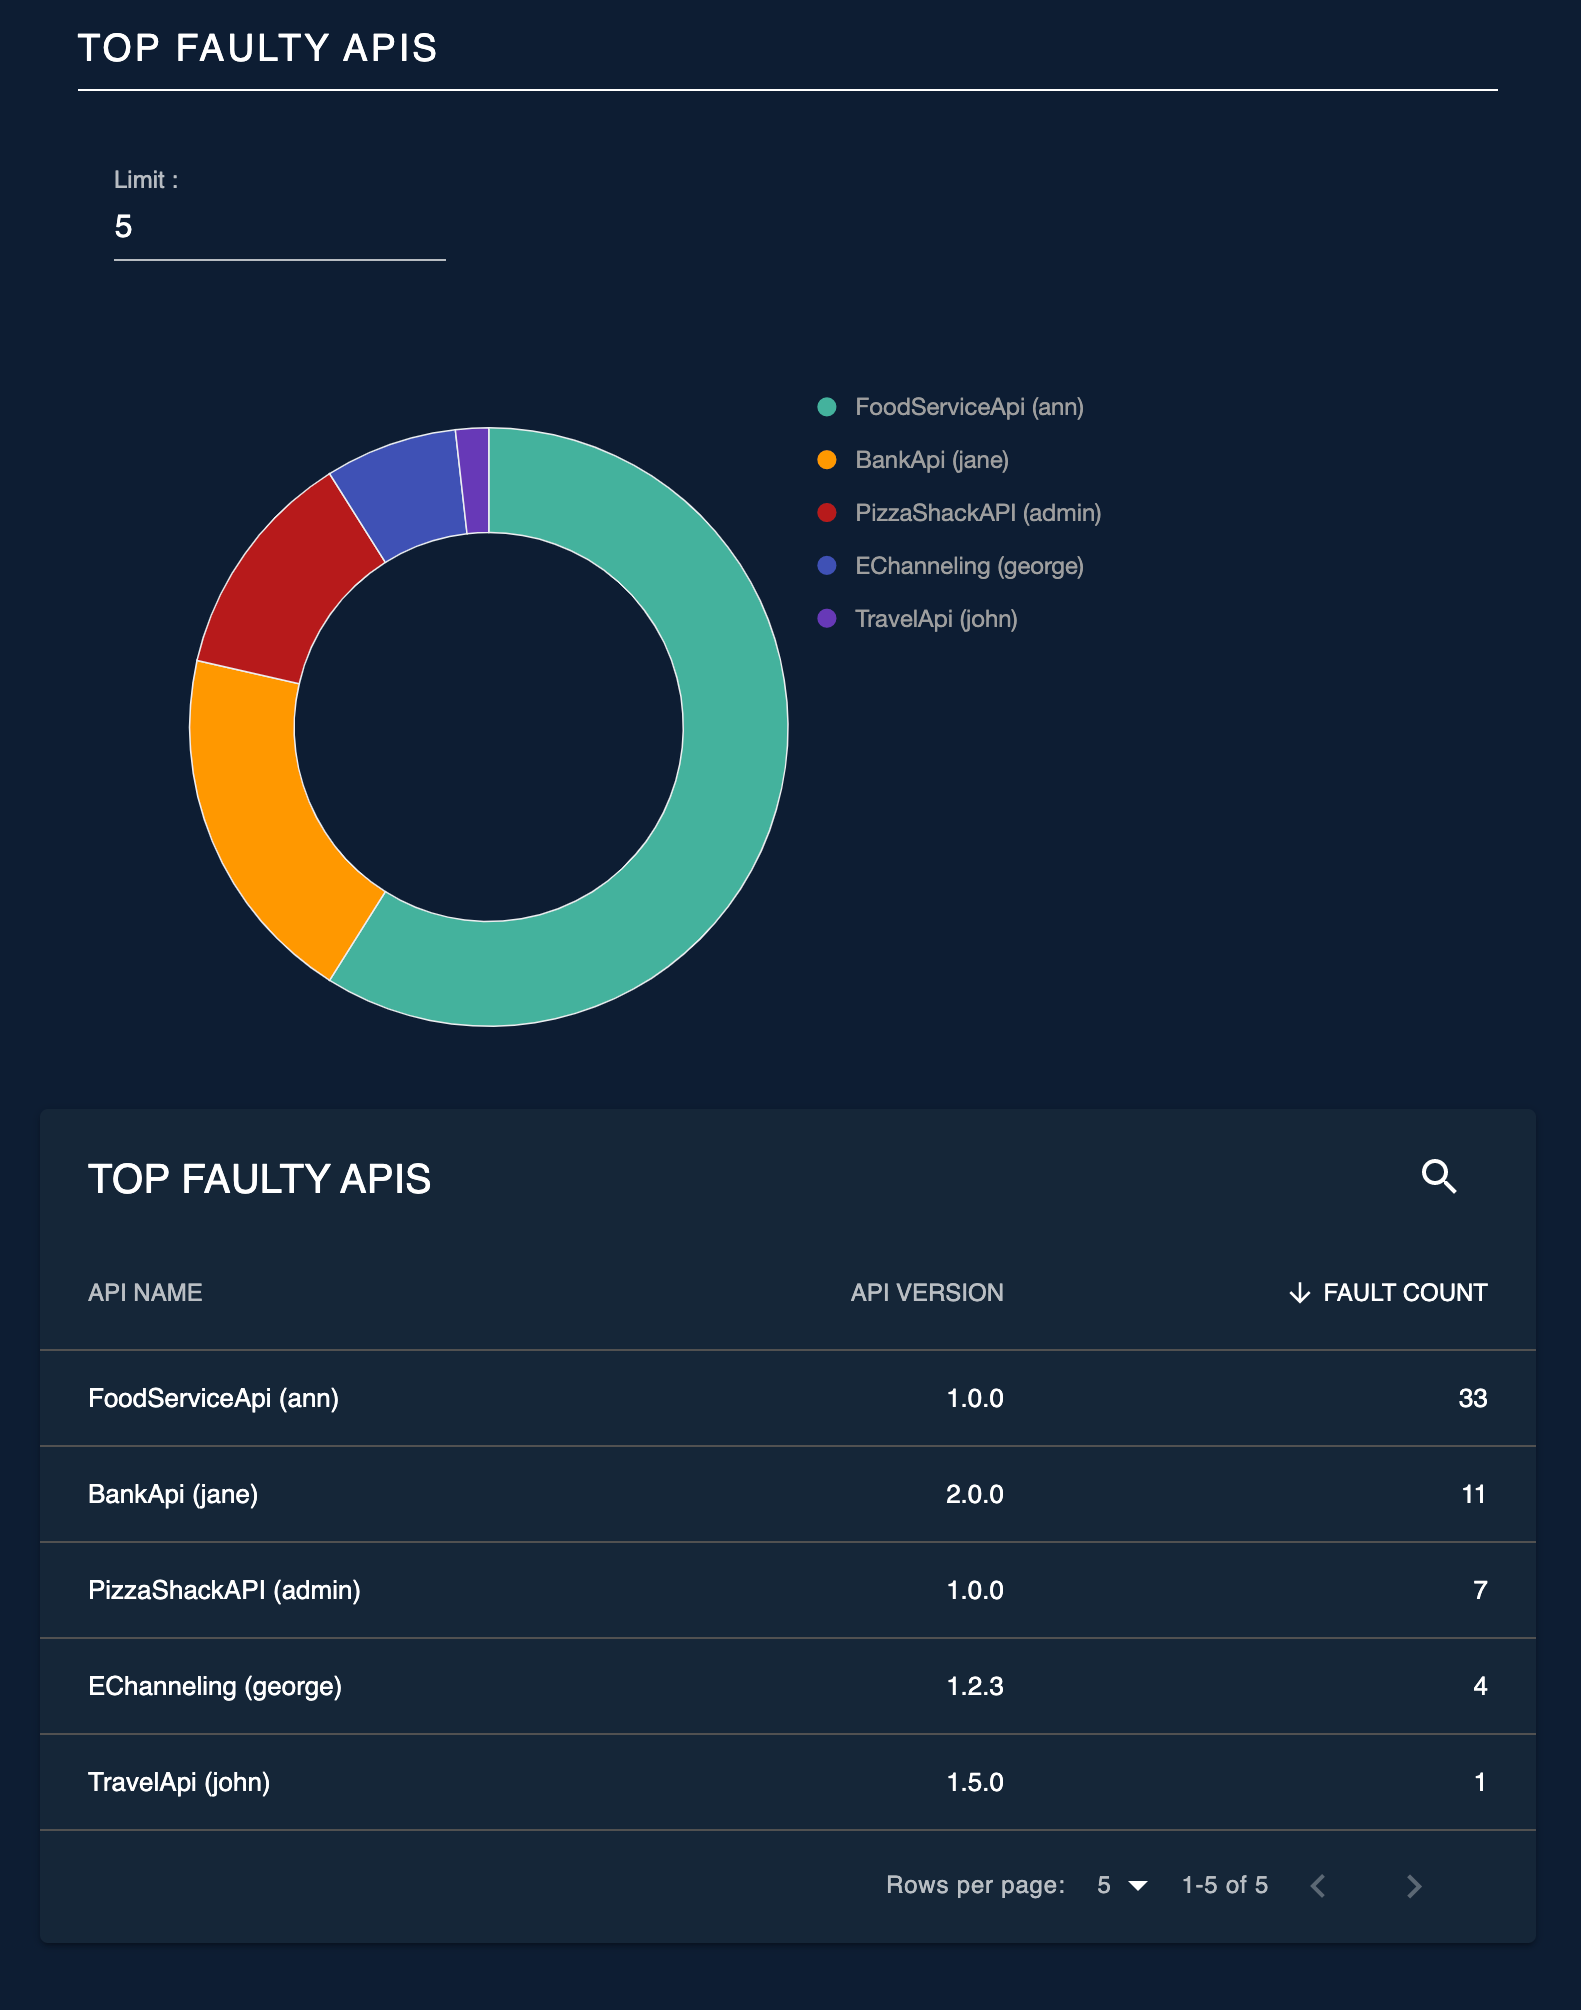 TOP FAULTY APIS
Limit :
5
FoodServiceApi (ann)
BankApi (jane)
PizzaShackAPI (admin)
EChanneling (george)
TravelApi (john)
TOP FAULTY APIS
API NAME API VERSION FAULT COUNT
FoodServiceApi (ann) 1.0.0 33
BankApi (jane) 2.0.0 11
PizzaShackAPI (admin) 1.0.0 7
EChanneling (george) 1.2.3 4
TravelApi (john) 1.5.0 1
Rows per page: 5 1-5 of 5